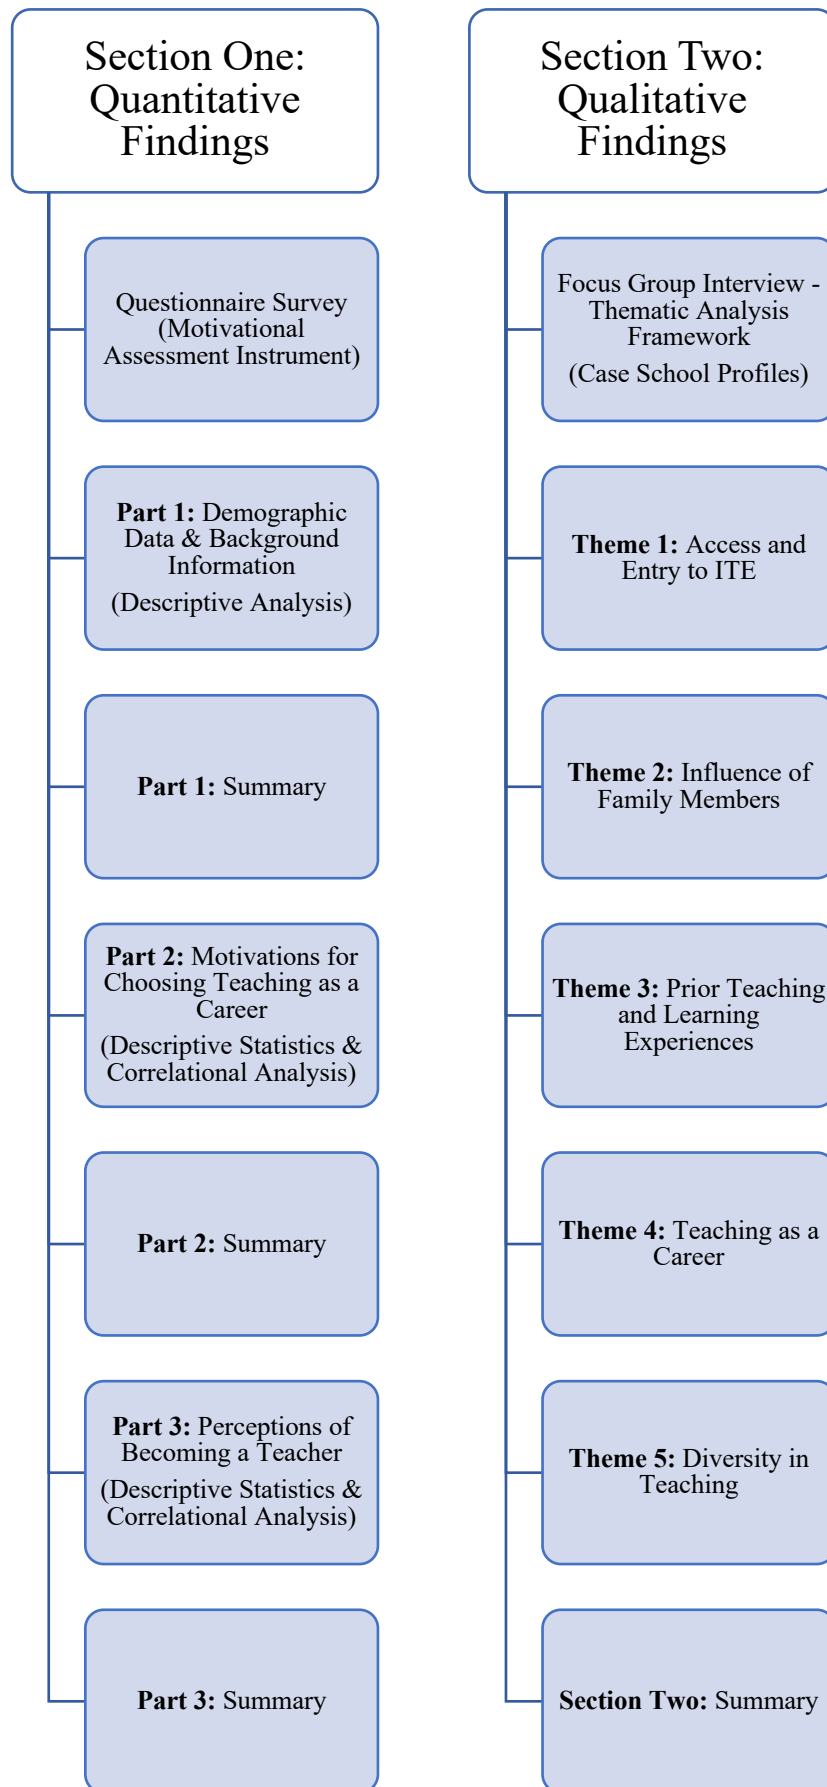 Section One:
Quantitative
Findings
Questionnaire Survey
(Motivational
Assessment Instrument)
Part 1: Demographic
Data & Background
Information
(Descriptive Analysis)
Part 1: Summary
Part 2: Motivations for
Choosing Teaching as a
Career
(Descriptive Statistics &
Correlational Analysis)
Part 2: Summary
Part 3: Perceptions of
Becoming a Teacher
(Descriptive Statistics &
Correlational Analysis)
Part 3: Summary
Section Two:
Qualitative
Findings
Focus Group Interview -
Thematic Analysis
Framework
(Case School Profiles)
Theme 1: Access and
Entry to ITE
Theme 2: Influence of
Family Members
Theme 3: Prior Teaching
and Learning
Experiences
Theme 4: Teaching as a
Career
Theme 5: Diversity in
Teaching
Section Two: Summary